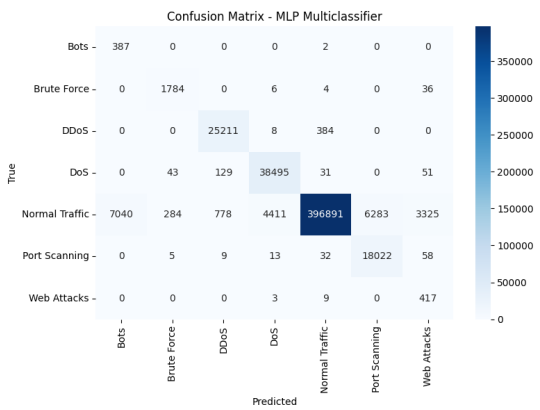 Confusion Matrix - MLP Multiclassifier
Bots 387 0 0 0 2 0 0
Brute Force 0 1784 0 6 4 0 36
DDoS 0 0 25211 8 384 0 0
DoS 0 43 129 38495 31 0 51
Normal Traffic 7040 284 778 4411 396891 6283 3325
Port Scanning 0 5 9 13 32 18022 58
Web Attacks 0 0 0 3 9 0 417
True
Bots Brute Force DDoS DoS Normal Traffic Port Scanning Web Attacks
Predicted
350000
300000
250000
200000
150000
100000
50000
0